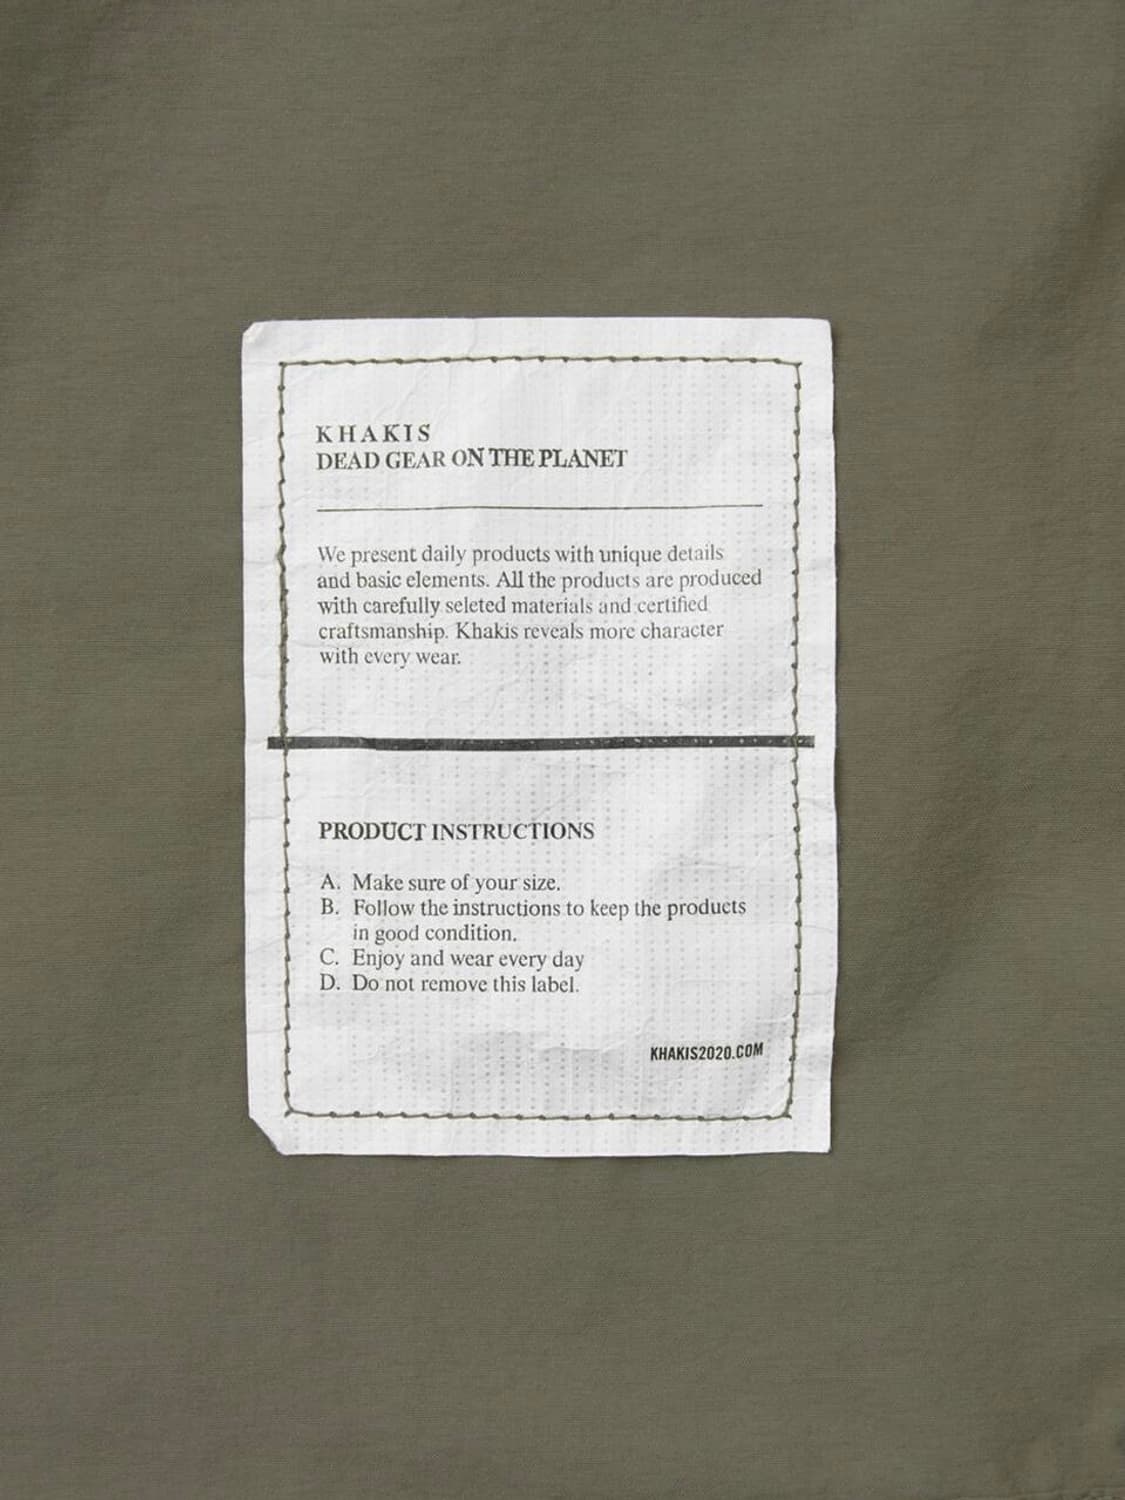 KHAKIS
DEAD GEAR ON THE PLANET
We present daily products with unique details
and basic elements. All the products are produced
with carefully seleted materials and certified
craftsmanship. Khakis reveals more character
with every wear.
PRODUCT INSTRUCTIONS
A. Make sure of your size.
B. Follow the instructions to keep the products
in good condition.
C. Enjoy and wear every day
D. Do not remove this label.
KHAKIS2020.COM